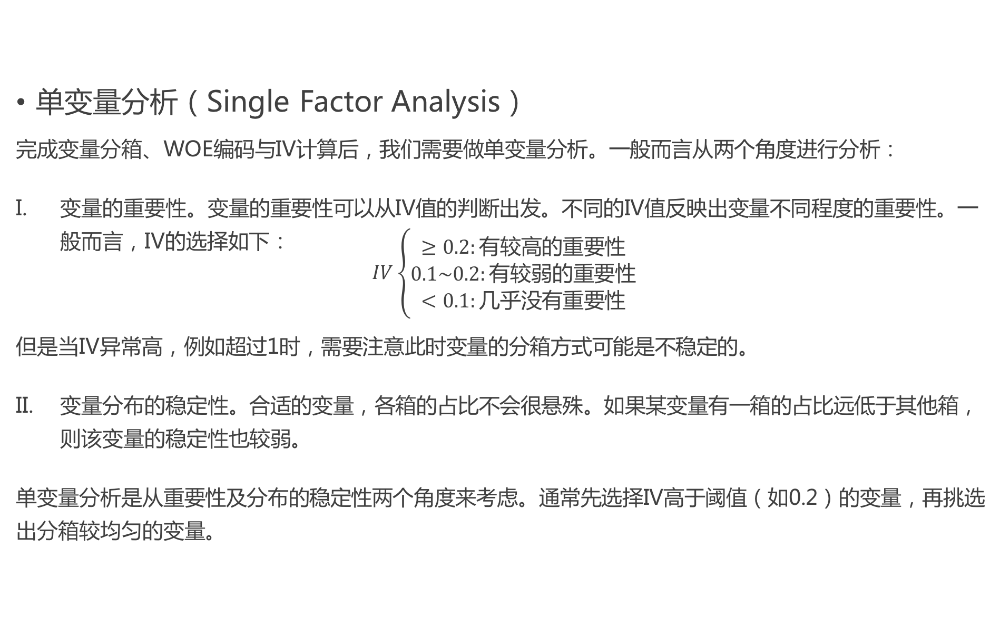 • 单变量分析（Single Factor Analysis）
完成变量分箱、WOE编码与IV计算后，我们需要做单变量分析。一般而言从两个角度进行分析：
I. 变量的重要性。变量的重要性可以从IV值的判断出发。不同的IV值反映出变量不同程度的重要性。一
般而言，IV的选择如下：
≥ 0.2: 有较高的重要性
IV { 0.1~0.2: 有较弱的重要性
< 0.1: 几乎没有重要性
但是当IV异常高，例如超过1时，需要注意此时变量的分箱方式可能是不稳定的。
II. 变量分布的稳定性。合适的变量，各箱的占比不会很悬殊。如果某变量有一箱的占比远低于其他箱，
则该变量的稳定性也较弱。
单变量分析是从重要性及分布的稳定性两个角度来考虑。通常先选择IV高于阈值（如0.2）的变量，再挑选
出分箱较均匀的变量。